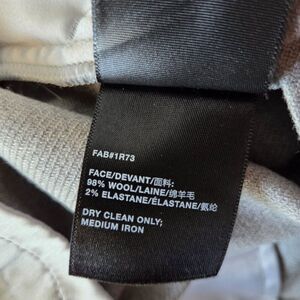 FAB#1R73
FACE/DEVANT/面料:
98% WOOL/LAINE/绵羊毛
2% ELASTANE/ÉLASTANE/氨纶
DRY CLEAN ONLY;
MEDIUM IRON